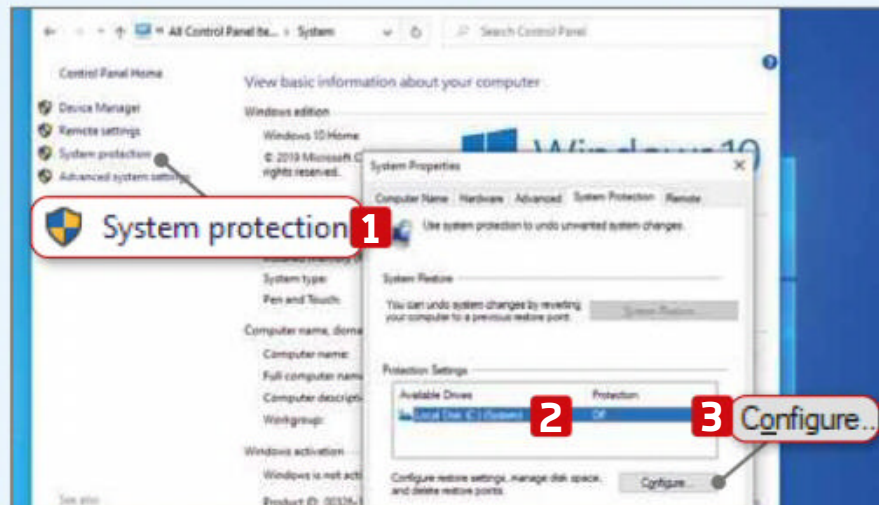 All Control Panel Ite... > System
Search Control Panel
Control Panel Home
Device Manager
Remote settings
System protection
Advanced system settings
View basic information about your computer
Windows edition
Windows 10 Home
© 2019 Microsoft C
rights reserved.
Windows 10
System Properties
Computer Name Hardware Advanced System Protection Remote
Use system protection to undo unwanted system changes.
System protection 1
System type:
Pen and Touch:
System Restore
You can undo system changes by reverting
your computer to a previous restore point.
System Restore...
Computer name, doma
Computer name:
Full computer name
Computer descripti
Workgroup:
Protection Settings
Available Drives Protection
Local Disk (C:) (System) 2 Off
3 Configure...
Windows activation
Windows is not acti
Product ID: 00326-1
Configure restore settings, manage disk space,
and delete restore points.
Configure...
See also